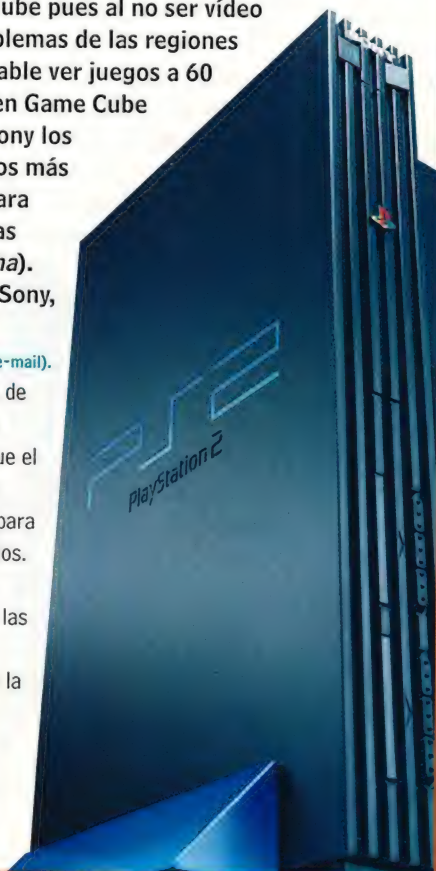 ube pues al no ser vídeo
blemas de las regiones
able ver juegos a 60
en Game Cube
ony los
os más
ara
as
na).
Sony,
e-mail).
de
ue el
para
os.
las
la
PS2
PlayStation 2